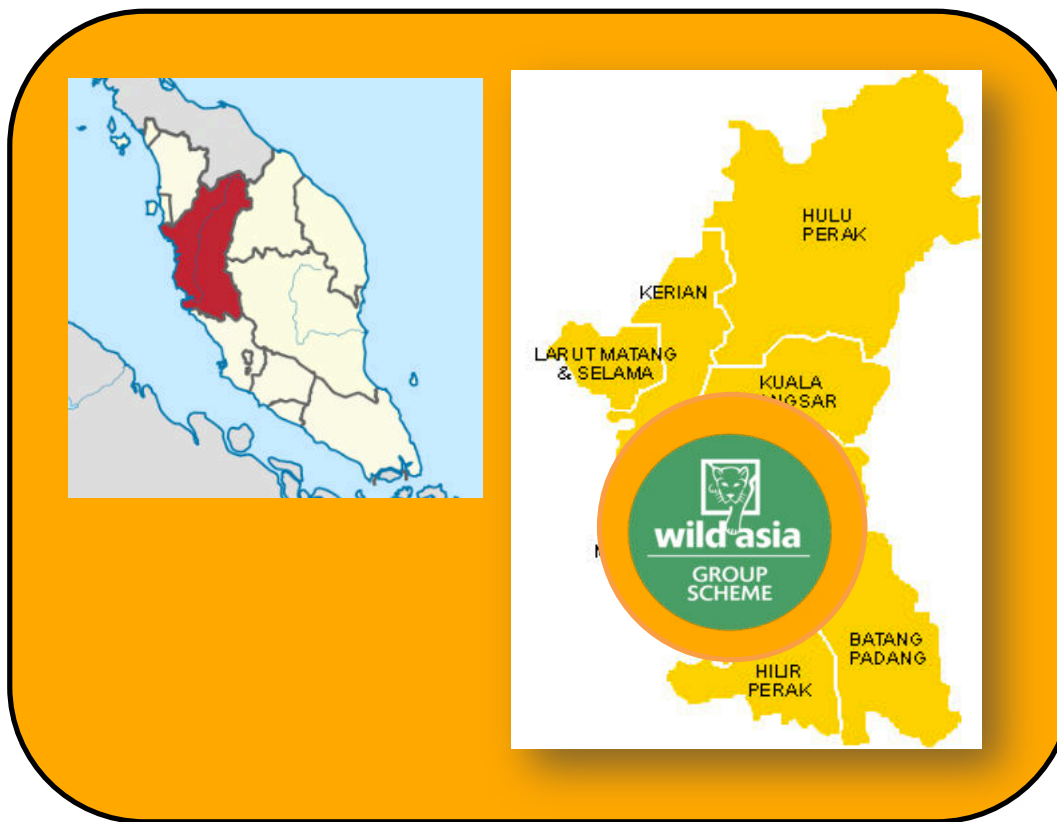 HULU
PERAK
KERIAN
LARUT MATANG
& SELAMA
KUALA
wild asia
GROUP
SCHEME
BATANG
PADANG
HILIR
PERAK